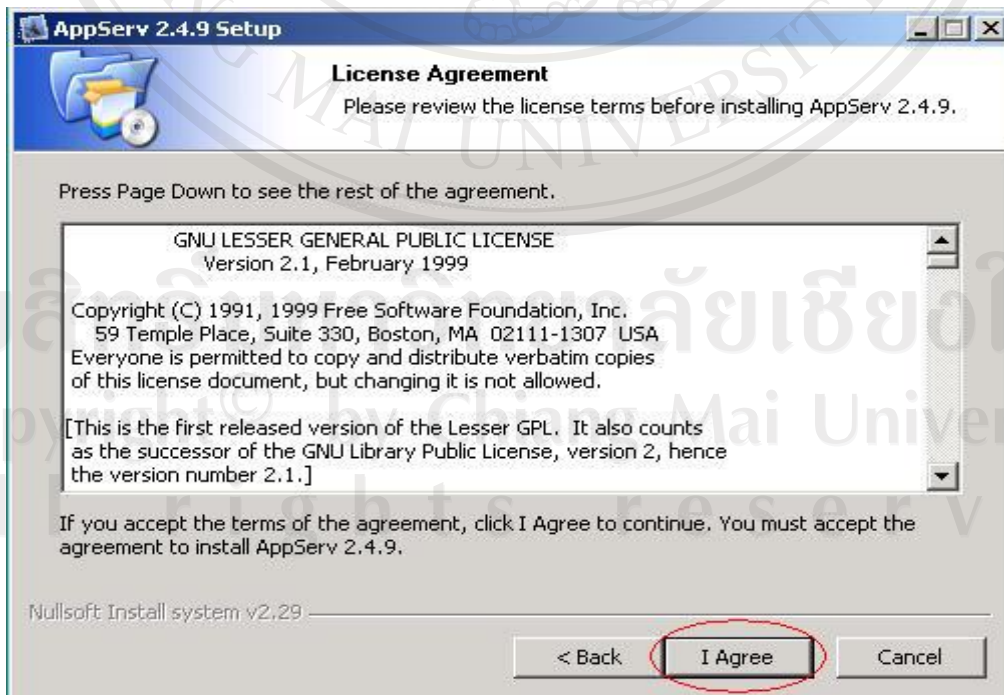 AppServ 2.4.9 Setup
License Agreement
Please review the license terms before installing AppServ 2.4.9.
MAI UNIVERSIT
Press Page Down to see the rest of the agreement.
GNU LESSER GENERAL PUBLIC LICENSE
Version 2.1, February 1999
Copyright (C) 1991, 1999 Free Software Foundation, Inc.
59 Temple Place, Suite 330, Boston, MA 02111-1307 USA
Everyone is permitted to copy and distribute verbatim copies
of this license document, but changing it is not allowed.
by Chiang Mai Univer
[This is the first released version of the Lesser GPL. It also counts
as the successor of the GNU Library Public License, version 2, hence
the version number 2.1.]
rights reserv
If you accept the terms of the agreement, click I Agree to continue. You must accept the
agreement to install AppServ 2.4.9.
Nullsoft Install system v2.29
< Back I Agree Cancel